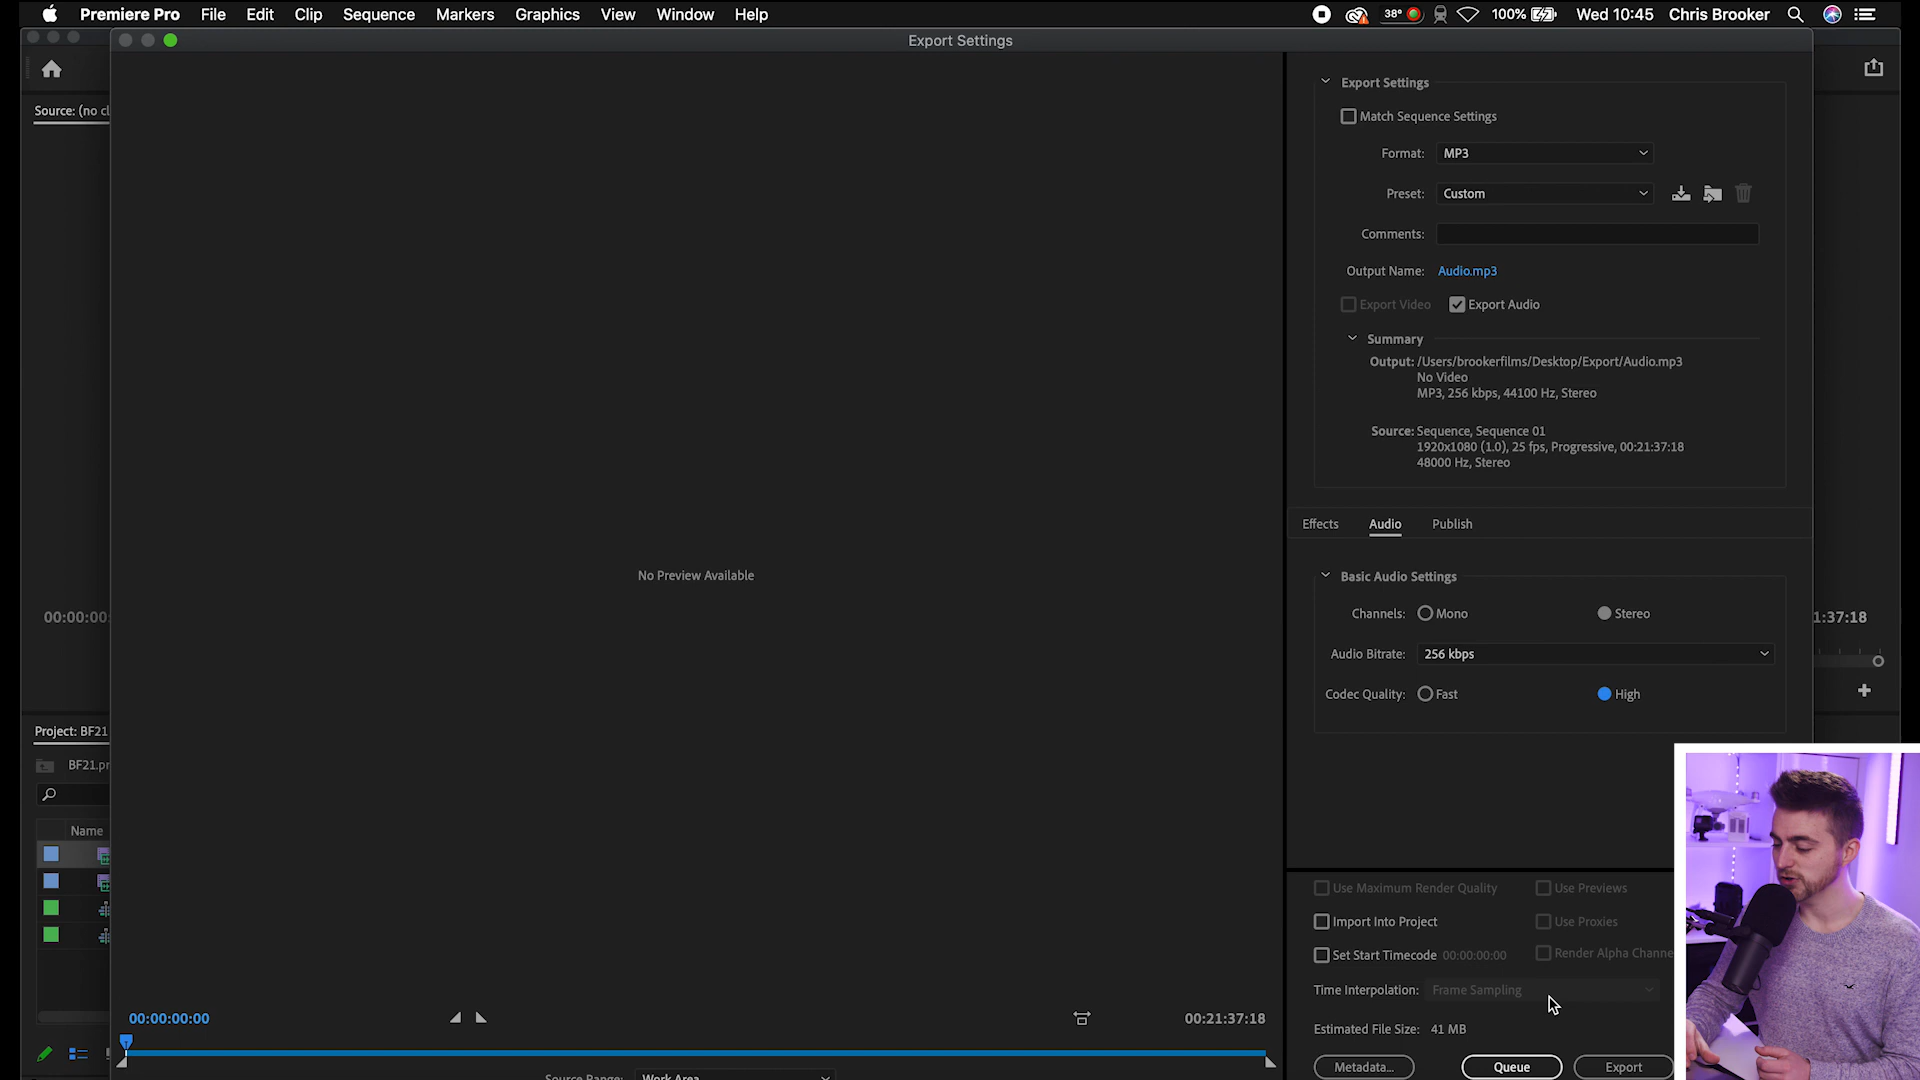 Premiere Pro File Edit Clip Sequence Markers Graphics View Window Help 38° 100% Wed 10:45 Chris Brooker
Export Settings
Source: (no cl
Export Settings
Match Sequence Settings
Format: MP3
Preset: Custom
Comments:
Output Name: Audio.mp3
Export Video Export Audio
Summary
Output: /Users/brookerfilms/Desktop/Export/Audio.mp3
No Video
MP3, 256 kbps, 44100 Hz, Stereo
Source: Sequence, Sequence 01
1920x1080 (1.0), 25 fps, Progressive, 00:21:37:18
48000 Hz, Stereo
Effects Audio Publish
No Preview Available
Basic Audio Settings
00:00:00: Channels: Mono Stereo 1:37:18
Audio Bitrate: 256 kbps
Codec Quality: Fast High
Project: BF21
BF21.pr
Name
Use Maximum Render Quality Use Previews
Import Into Project Use Proxies
Set Start Timecode 00:00:00:00 Render Alpha Channe
Time Interpolation: Frame Sampling
00:00:00:00 00:21:37:18
Estimated File Size: 41 MB
Metadata... Queue Export
Source Range: Work Area